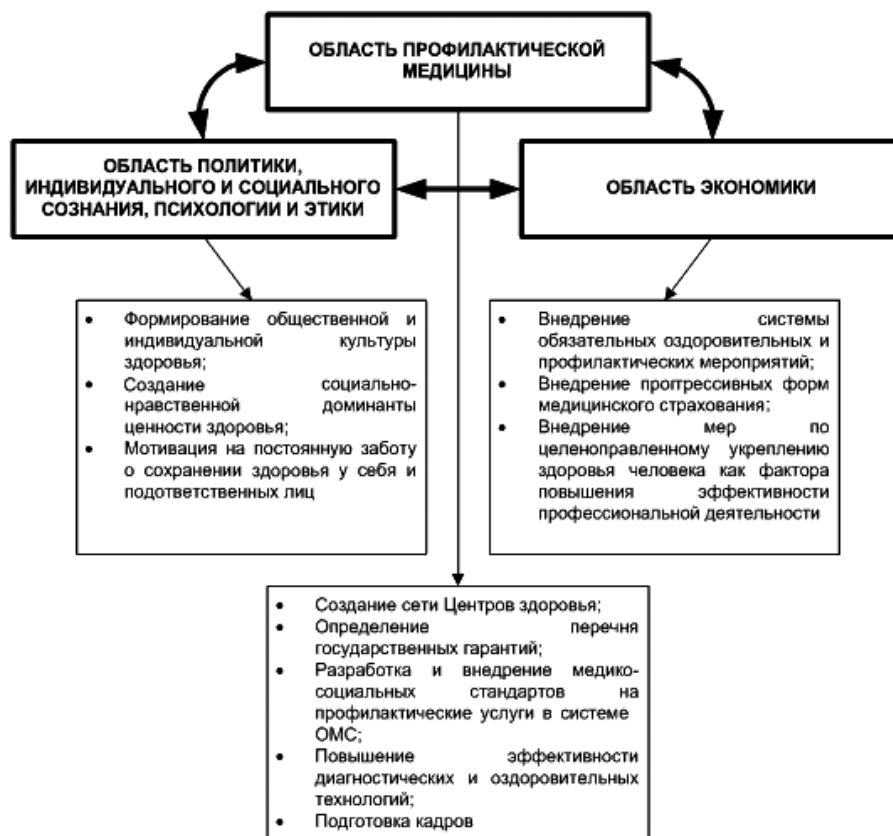 ОБЛАСТЬ ПРОФИЛАКТИЧЕСКОЙ
МЕДИЦИНЫ
ОБЛАСТЬ ПОЛИТИКИ,
ИНДИВИДУАЛЬНОГО И СОЦИАЛЬНОГО
СОЗНАНИЯ, ПСИХОЛОГИИ И ЭТИКИ
ОБЛАСТЬ ЭКОНОМИКИ
• Формирование общественной и
индивидуальной культуры
здоровья;
• Создание социально-
нравственной доминанты
ценности здоровья;
• Мотивация на постоянную заботу
о сохранении здоровья у себя и
подответственных лиц
• Внедрение системы
обязательных оздоровительных и
профилактических мероприятий;
• Внедрение прогрессивных форм
медицинского страхования;
• Внедрение мер по
целеноправленному укреплению
здоровья человека как фактора
повышения эффективности
профессиональной деятельности
• Создание сети Центров здоровья;
• Определение перечня
государственных гарантий;
• Разработка и внедрение медико-
социальных стандартов на
профилактические услуги в системе
ОМС;
• Повышение эффективности
диагностических и оздоровительных
технологий;
• Подготовка кадров